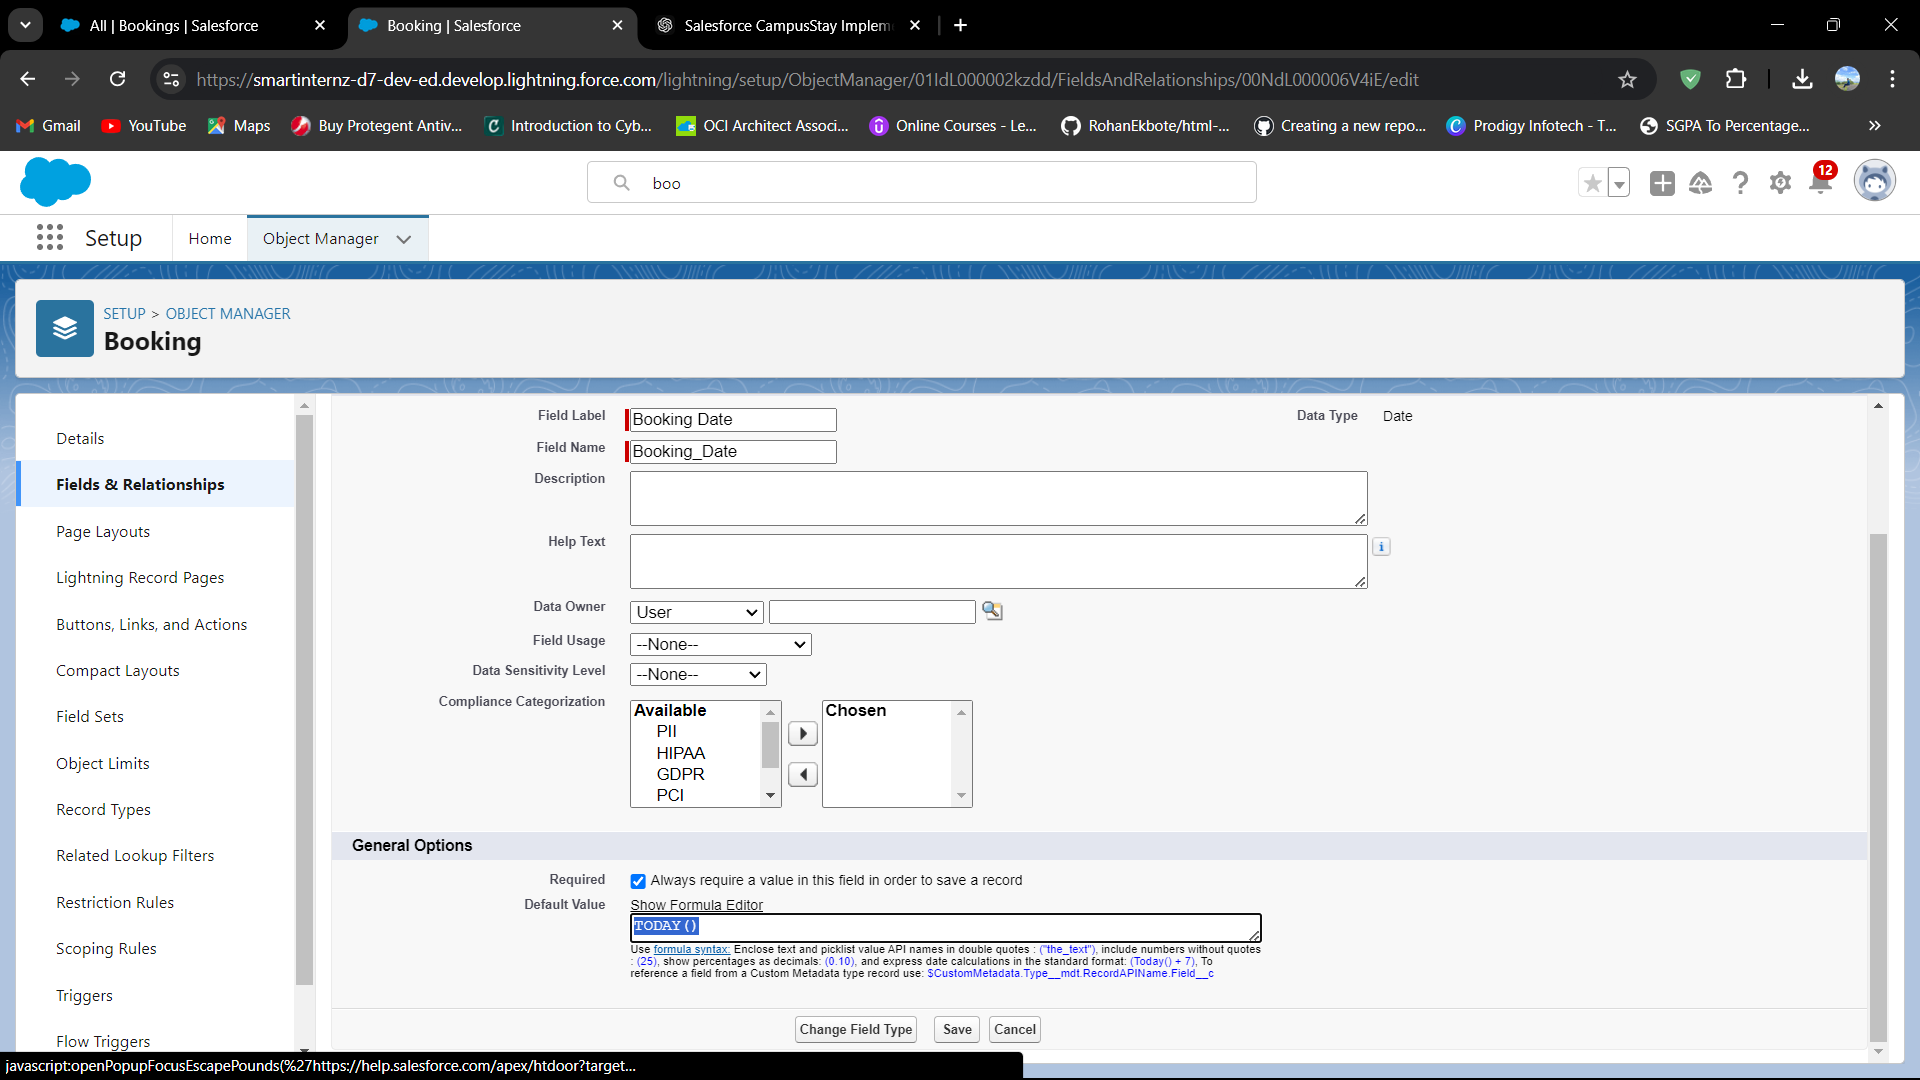 All | Bookings | Salesforce
Booking | Salesforce
Salesforce CampusStay Implem
https://smartinternz-d7-dev-ed.develop.lightning.force.com/lightning/setup/ObjectManager/01IdL000002kzdd/FieldsAndRelationships/00NdL000006V4iE/edit
Gmail
YouTube
Maps
Buy Protegent Antiv...
Introduction to Cyb...
OCI Architect Associ...
Online Courses - Le...
RohanEkbote/html-...
Creating a new repo...
Prodigy Infotech - T...
SGPA To Percentage...
boo
12
Setup
Home
Object Manager
SETUP > OBJECT MANAGER
Booking
Details
Fields & Relationships
Page Layouts
Lightning Record Pages
Buttons, Links, and Actions
Compact Layouts
Field Sets
Object Limits
Record Types
Related Lookup Filters
Restriction Rules
Scoping Rules
Triggers
Flow Triggers
Field Label Booking Date
Data Type Date
Field Name Booking_Date
Description
Help Text
Data Owner User
Field Usage --None--
Data Sensitivity Level --None--
Compliance Categorization
Available
PII
HIPAA
GDPR
PCI
Chosen
General Options
Required Always require a value in this field in order to save a record
Default Value Show Formula Editor
TODAY()
Use formula syntax: Enclose text and picklist value API names in double quotes : ("the_text"), include numbers without quotes
: (25), show percentages as decimals: (0.10), and express date calculations in the standard format: (Today() + 7), To
reference a field from a Custom Metadata type record use: $CustomMetadata.Type__mdt.RecordAPIName.Field__c
Change Field Type
Save
Cancel
javascript:openPopupFocusEscapePounds(%27https://help.salesforce.com/apex/htdoor?target...